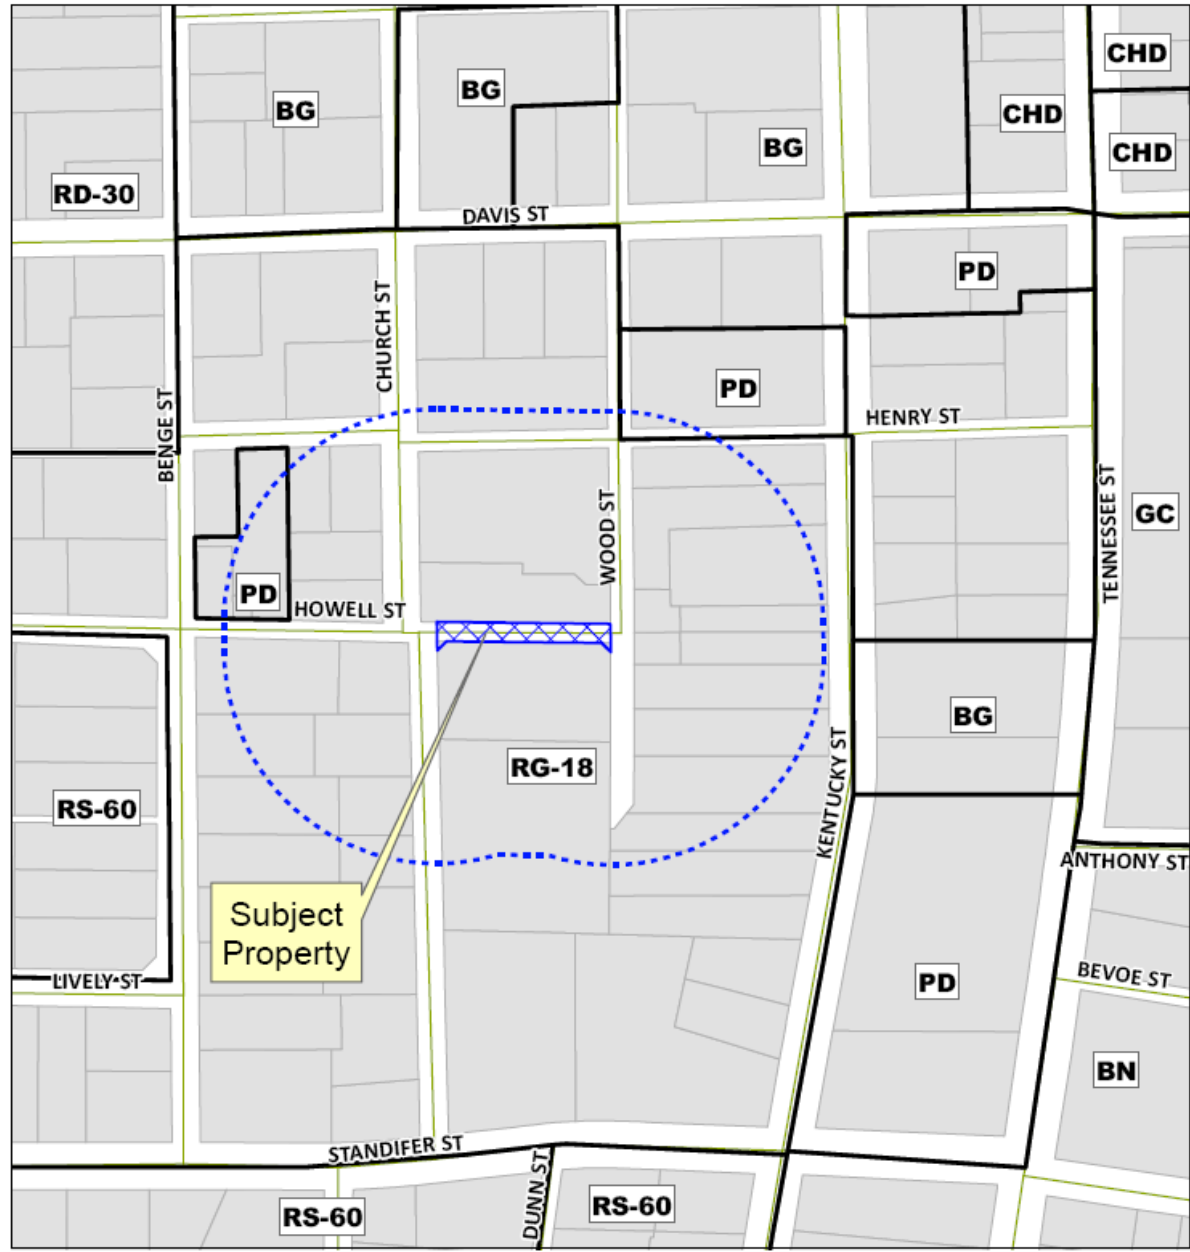 CHD
BG
BG
CHD
BG
CHD
RD-30
DAVIS ST
PD
CHURCH ST
PD
BENGE ST
HENRY ST
WOOD ST
TENNESSEE ST
GC
PD
HOWELL ST
BG
RG-18
KENTUCKY ST
RS-60
ANTHONY ST
Subject
Property
LIVELY ST
PD
BEVOE ST
BN
STANDIFER ST
DUNN ST
RS-60
RS-60